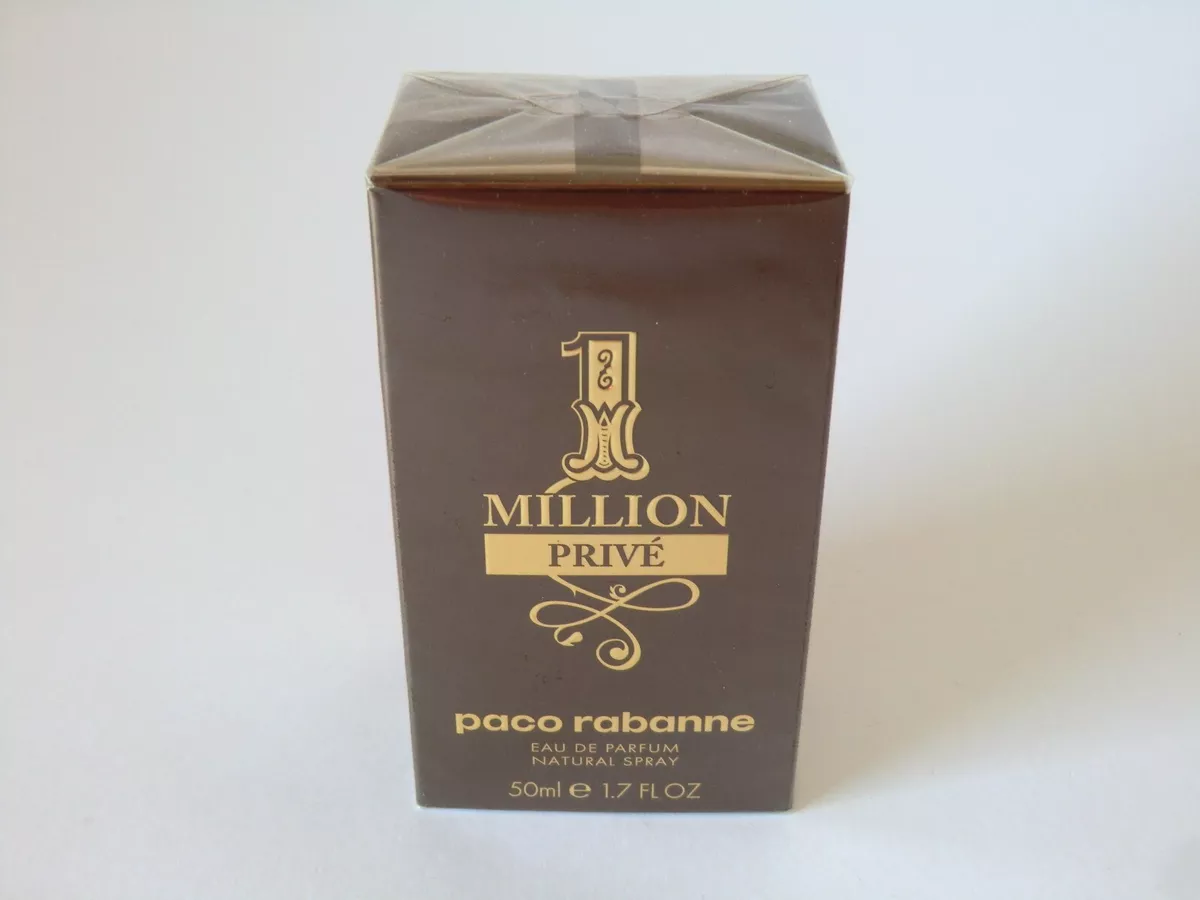 1
MILLION
PRIVÉ
paco rabanne
EAU DE PARFUM
NATURAL SPRAY
50ml ℮ 1.7 FL OZ